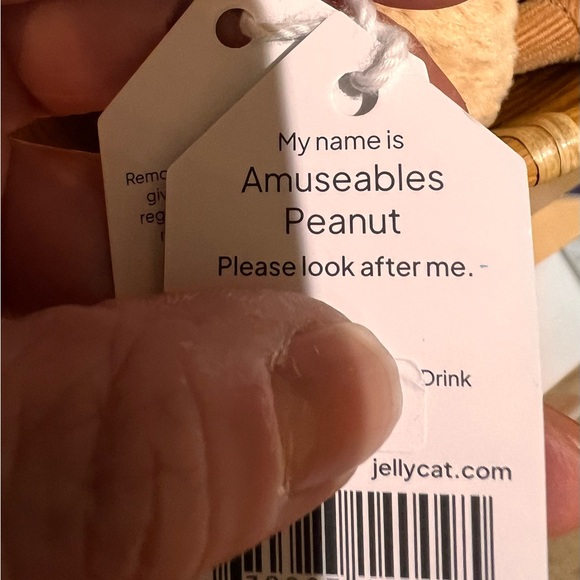 My name is
Amuseables
Peanut
Please look after me.
Drink
jellycat.com